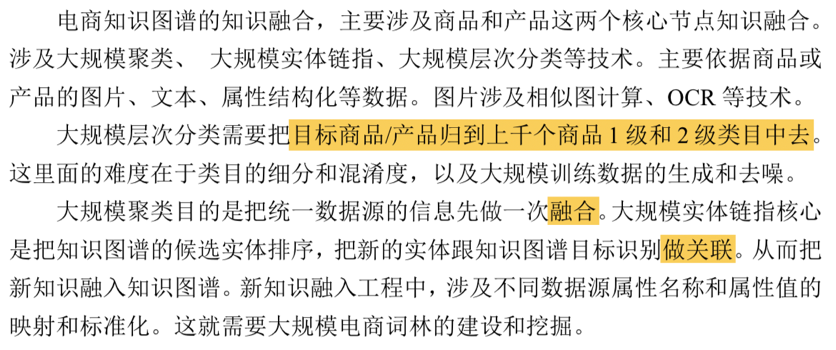 电商知识图谱的知识融合，主要涉及商品和产品这两个核心节点知识融合。
涉及大规模聚类、 大规模实体链指、大规模层次分类等技术。主要依据商品或
产品的图片、文本、属性结构化等数据。图片涉及相似图计算、OCR 等技术。
大规模层次分类需要把目标商品/产品归到上千个商品 1 级和 2 级类目中去。
这里面的难度在于类目的细分和混淆度，以及大规模训练数据的生成和去噪。
大规模聚类目的是把统一数据源的信息先做一次融合。大规模实体链指核心
是把知识图谱的候选实体排序，把新的实体跟知识图谱目标识别做关联。从而把
新知识融入知识图谱。新知识融入工程中，涉及不同数据源属性名称和属性值的
映射和标准化。这就需要大规模电商词林的建设和挖掘。